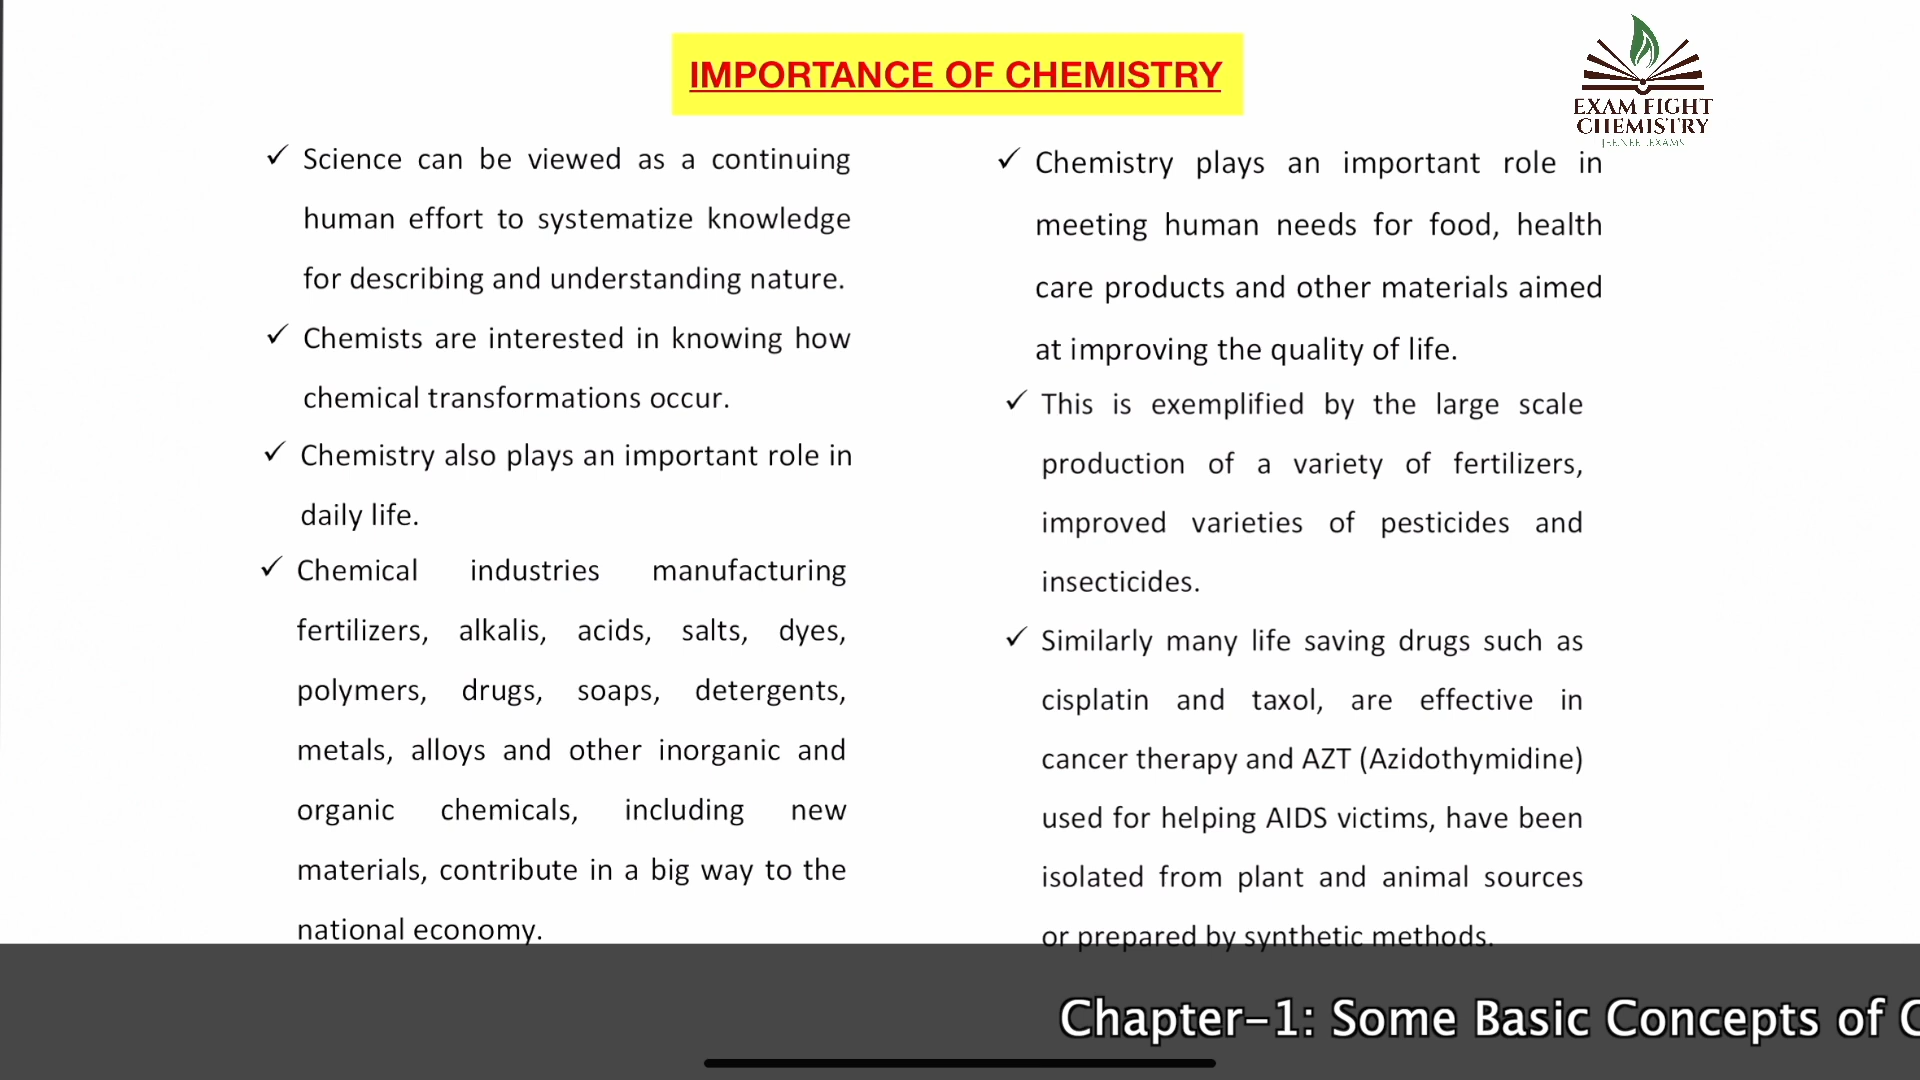 IMPORTANCE OF CHEMISTRY
EXAM FIGHT
CHEMISTRY
Science can be viewed as a continuing
human effort to systematize knowledge
for describing and understanding nature.
Chemists are interested in knowing how
chemical transformations occur.
Chemistry also plays an important role in
daily life.
Chemical industries manufacturing
fertilizers, alkalis, acids, salts, dyes,
polymers, drugs, soaps, detergents,
metals, alloys and other inorganic and
organic chemicals, including new
materials, contribute in a big way to the
national economy.
Chemistry plays an important role in
meeting human needs for food, health
care products and other materials aimed
at improving the quality of life.
This is exemplified by the large scale
production of a variety of fertilizers,
improved varieties of pesticides and
insecticides.
Similarly many life saving drugs such as
cisplatin and taxol, are effective in
cancer therapy and AZT (Azidothymidine)
used for helping AIDS victims, have been
isolated from plant and animal sources
or prepared by synthetic methods.
Chapter-1: Some Basic Concepts of C